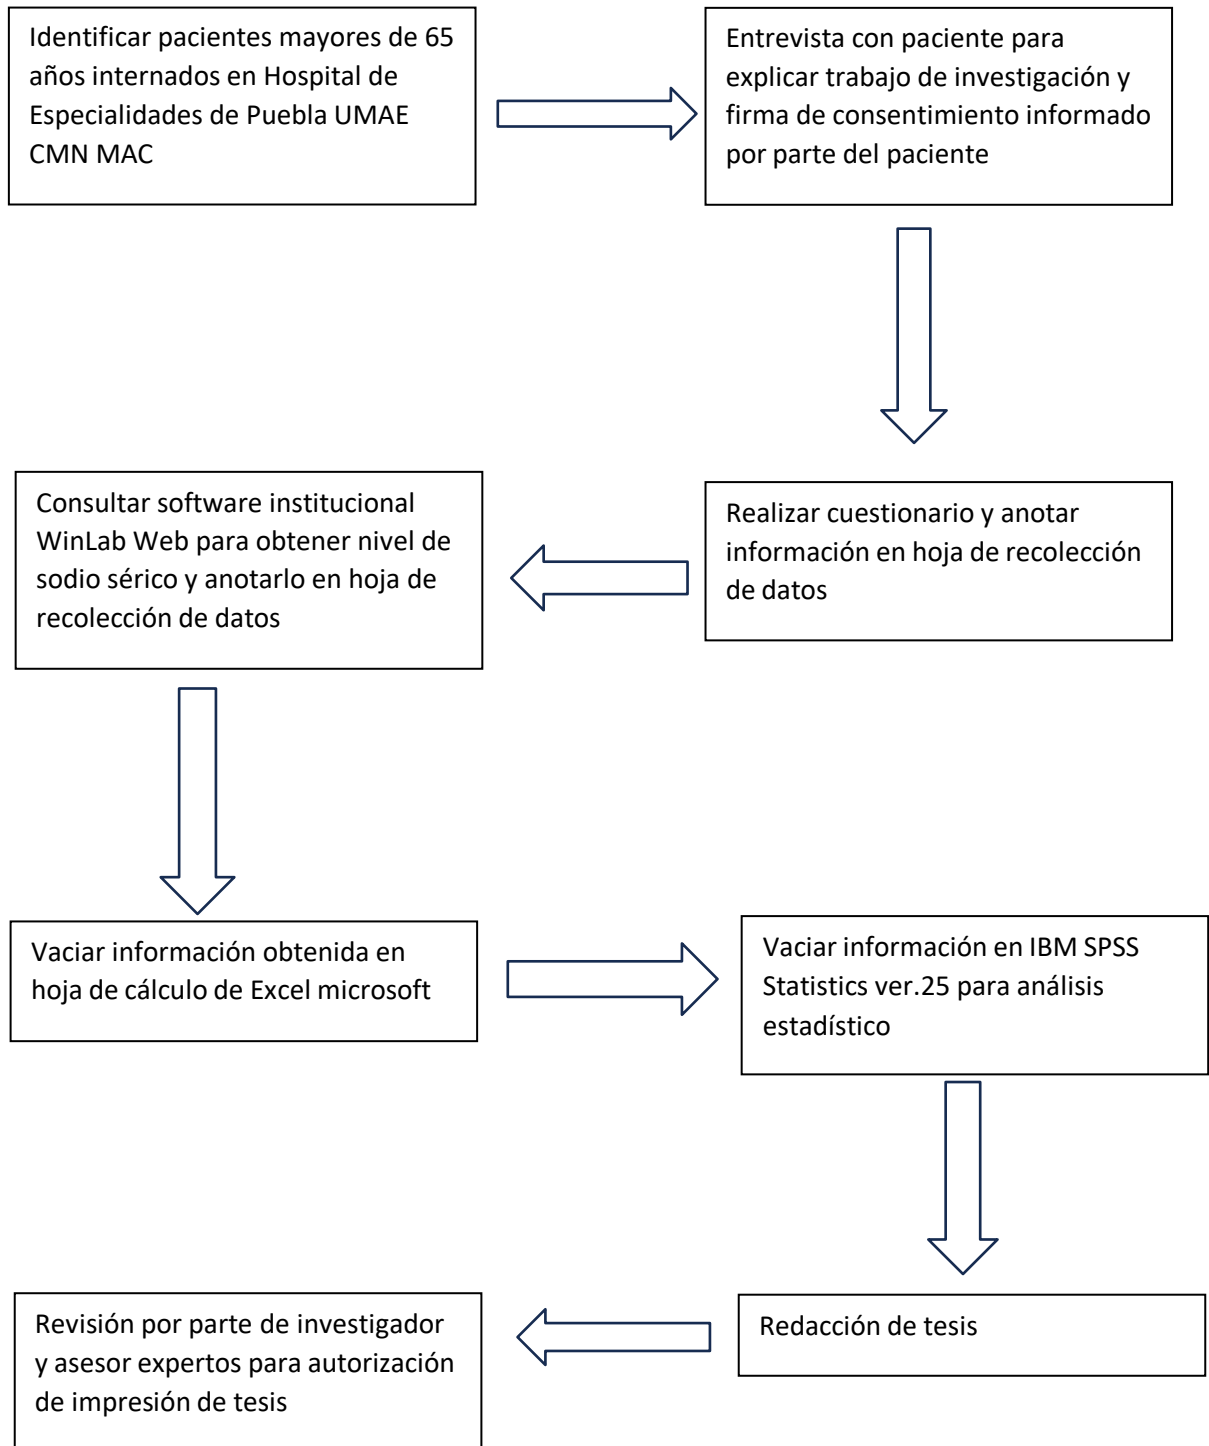 Identificar pacientes mayores de 65
años internados en Hospital de
Especialidades de Puebla UMAE
CMN MAC
Entrevista con paciente para
explicar trabajo de investigación y
firma de consentimiento informado
por parte del paciente
Realizar cuestionario y anotar
información en hoja de recolección
de datos
Consultar software institucional
WinLab Web para obtener nivel de
sodio sérico y anotarlo en hoja de
recolección de datos
Vaciar información obtenida en
hoja de cálculo de Excel microsoft
Vaciar información en IBM SPSS
Statistics ver.25 para análisis
estadístico
Redacción de tesis
Revisión por parte de investigador
y asesor expertos para autorización
de impresión de tesis